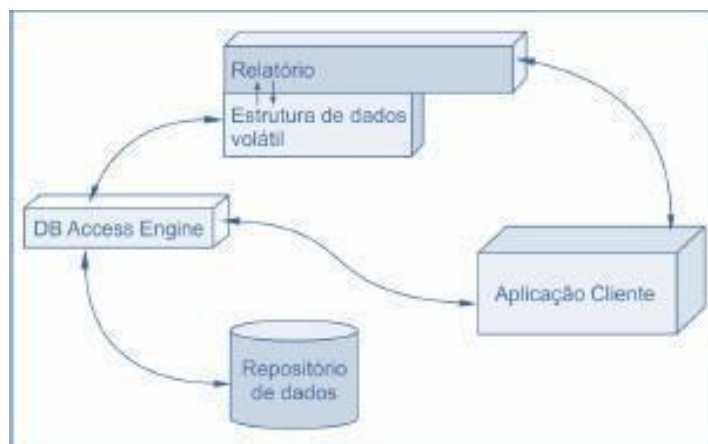 Relatório
Estrutura de dados
volátil
DB Access Engine
Aplicação Cliente
Repositório
de dados